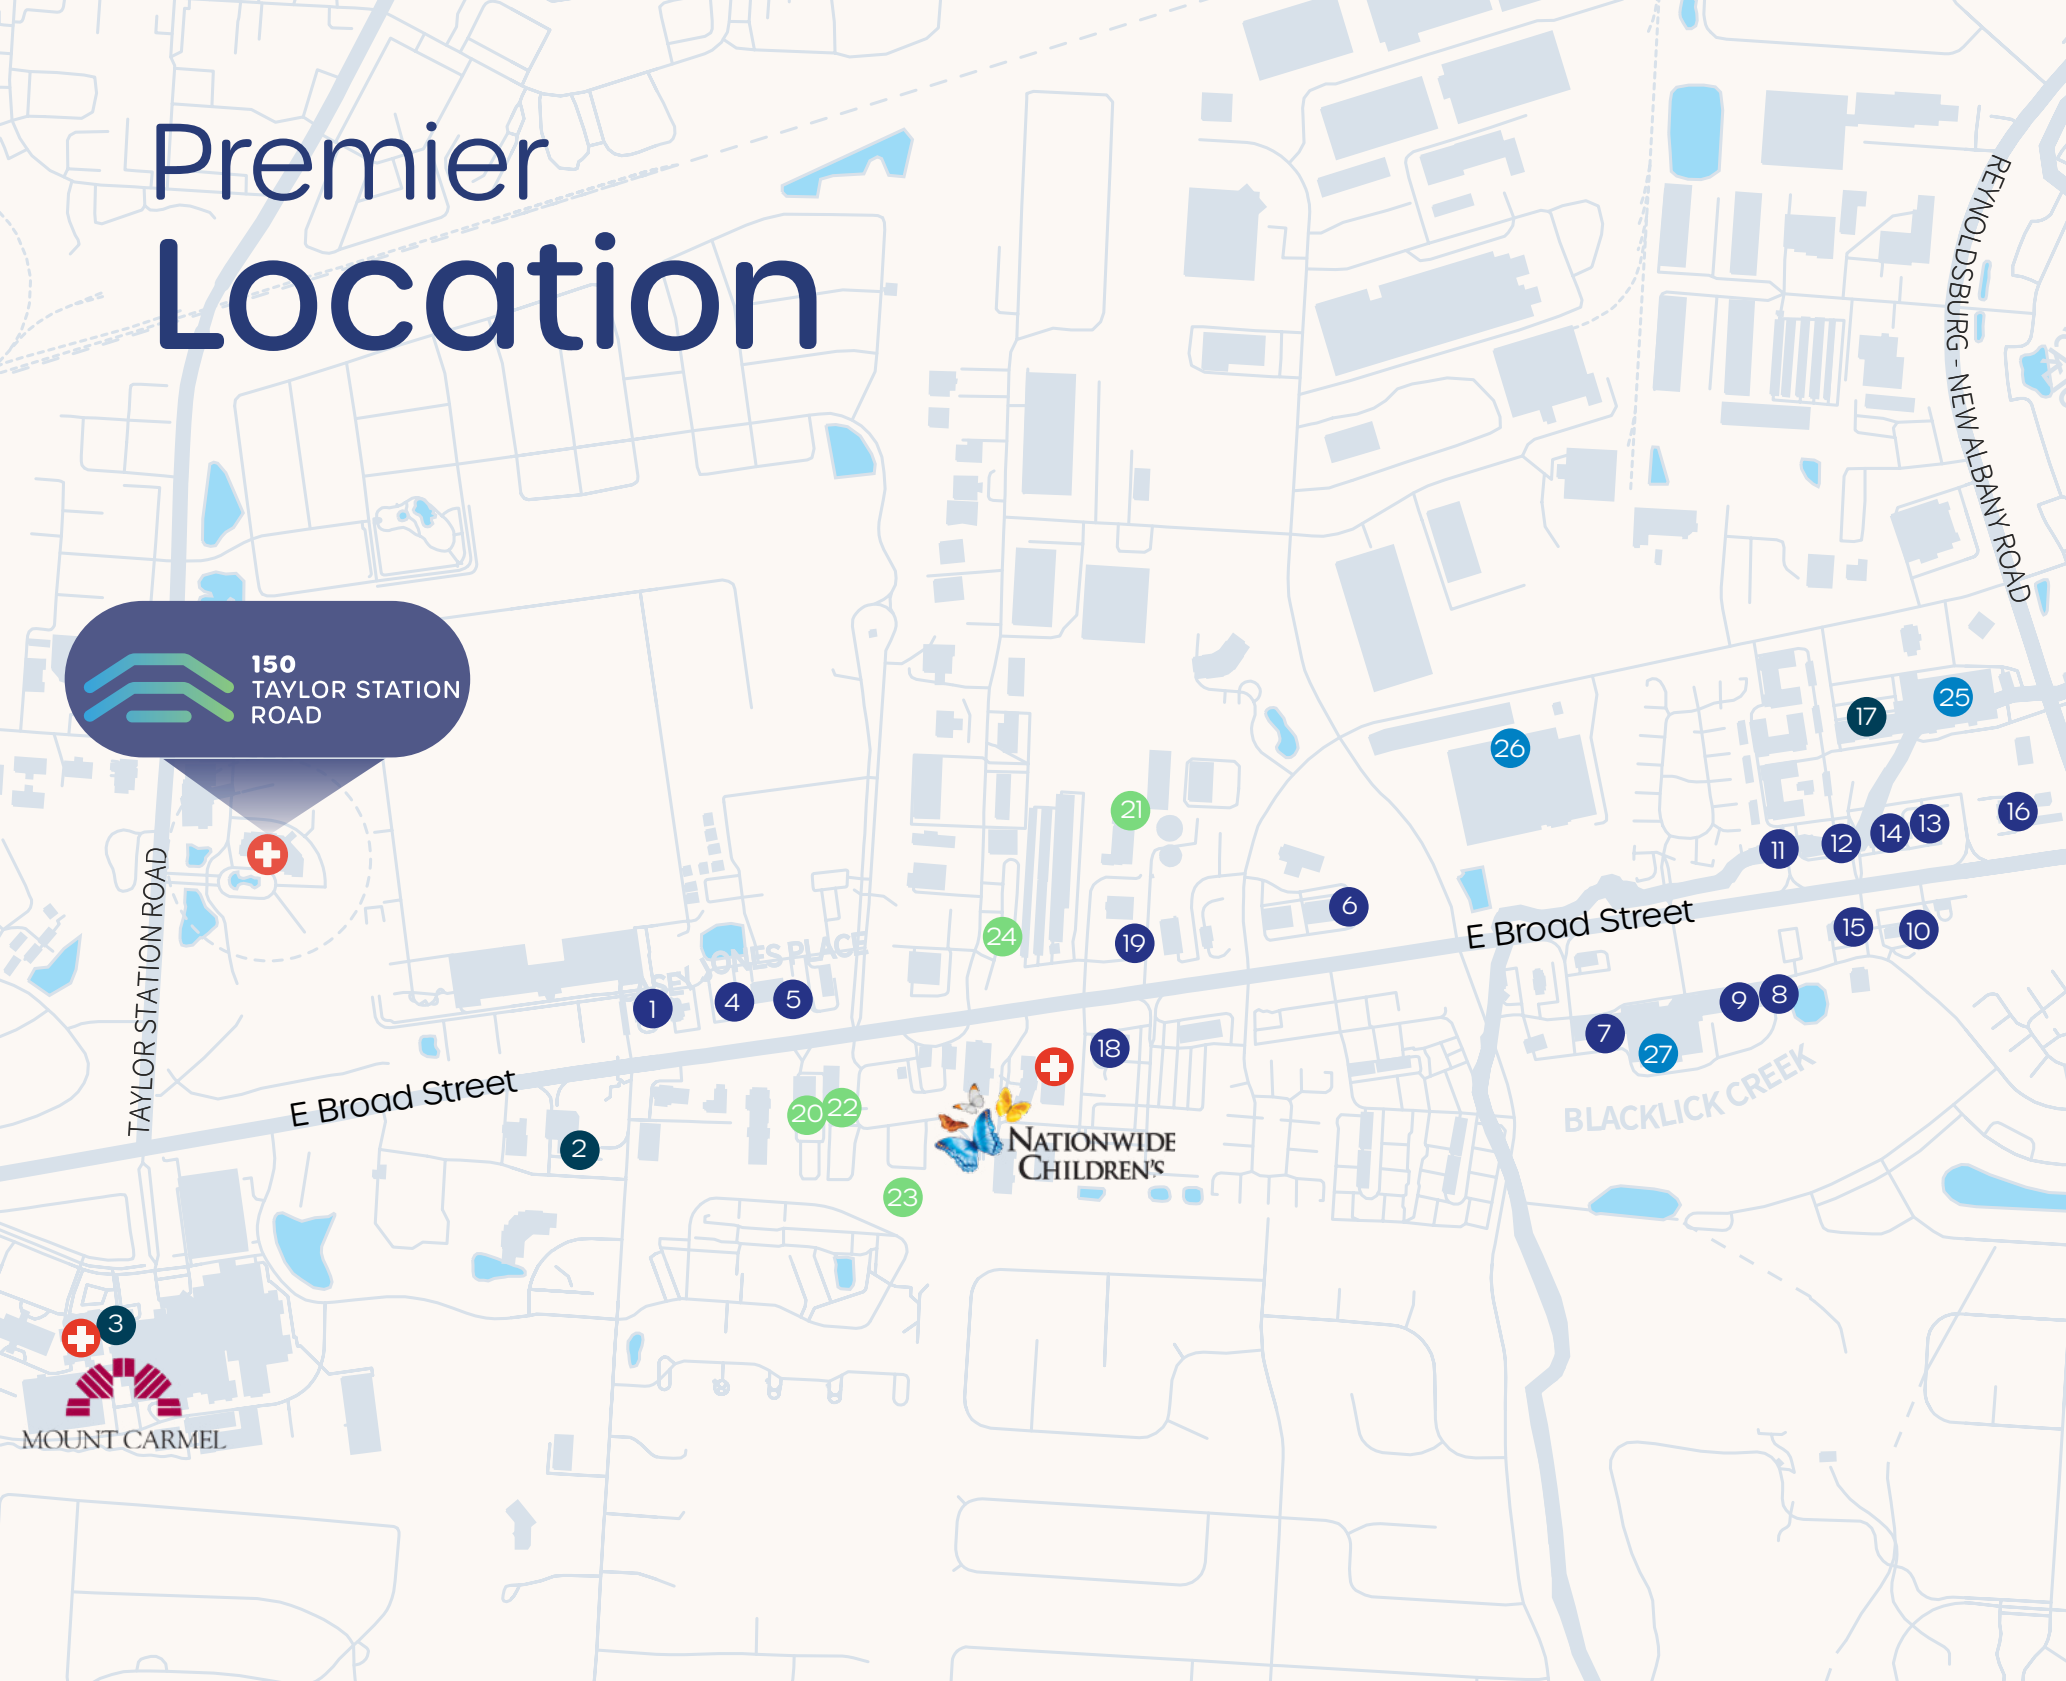 Premier
Location
REYNOLDSBURG - NEW ALBANY ROAD
150
TAYLOR STATION
ROAD
25
17
26
21
16
13
14
12
11
TAYLOR STATION ROAD
6
E Broad Street
15
10
24
19
JONES PLACE
1
4
5
9
8
7
27
18
BLACKLICK CREEK
E Broad Street
20
22
2
NATIONWIDE
CHILDREN'S
23
3
MOUNT CARMEL